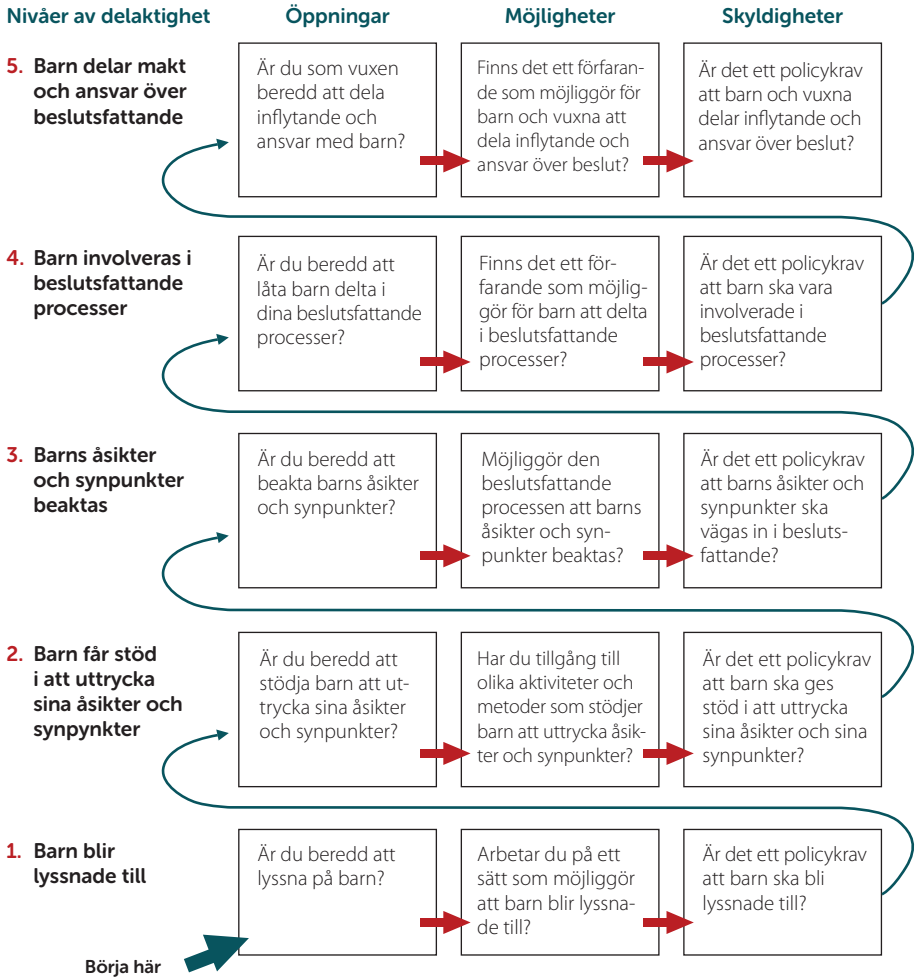 Nivåer av delaktighet
Öppningar
Möjligheter
Skyldigheter
5. Barn delar makt
och ansvar över
beslutsfattande
Är du som vuxen
beredd att dela
inflytande och
ansvar med barn?
Finns det ett förfaran-
de som möjliggör för
barn och vuxna att
dela inflytande och
ansvar över beslut?
Är det ett policykrav
att barn och vuxna
delar inflytande och
ansvar över beslut?
4. Barn involveras i
beslutsfattande
processer
Är du beredd att
låta barn delta i
dina beslutsfattande
processer?
Finns det ett för-
farande som möjlig-
gör för barn att delta
i beslutsfattande
processer?
Är det ett policykrav
att barn ska vara
involverade i
beslutsfattande
processer?
3. Barns åsikter
och synpunkter
beaktas
Är du beredd att
beakta barns åsikter
och synpunkter?
Möjliggör den
beslutsfattande
processen att barns
åsikter och syn-
punkter beaktas?
Är det ett policykrav
att barns åsikter och
synpunkter ska
vägas in i besluts-
fattande?
2. Barn får stöd
i att uttrycka
sina åsikter och
synpynkter
Är du beredd att
stödja barn att ut-
trycka sina åsikter
och synpunkter?
Har du tillgång till
olika aktiviteter och
metoder som stödjer
barn att uttrycka åsik-
ter och synpunkter?
Är det ett policykrav
att barn ska ges
stöd i att uttrycka
sina åsikter och sina
synpunkter?
1. Barn blir
lyssnade till
Är du beredd att
lyssna på barn?
Arbetar du på ett
sätt som möjliggör
att barn blir lyssna-
de till?
Är det ett policykrav
att barn ska bli
lyssnade till?
Börja här